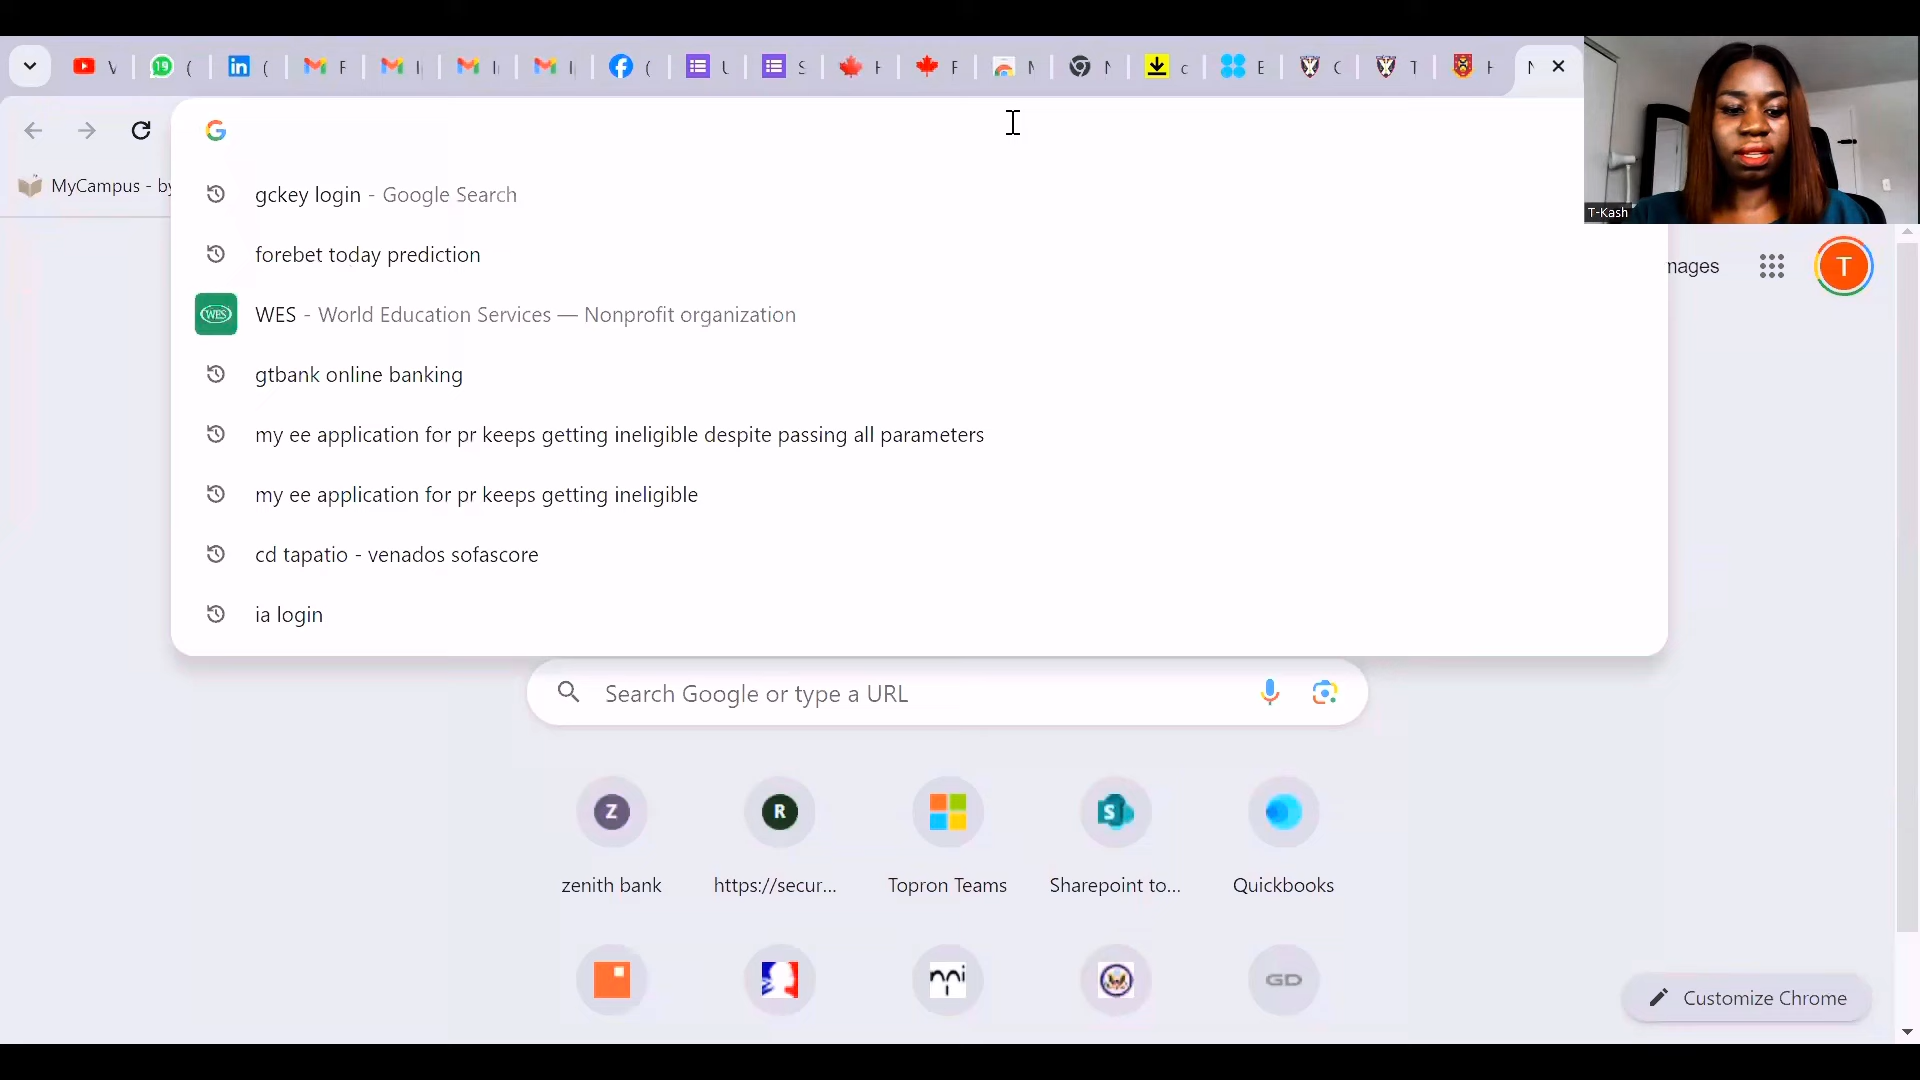 MyCampus - by
gckey login - Google Search
forebet today prediction
WES
WES - World Education Services — Nonprofit organization
gtbank online banking
my ee application for pr keeps getting ineligible despite passing all parameters
my ee application for pr keeps getting ineligible
cd tapatio - venados sofascore
ia login
T-Kash
mages
T
Search Google or type a URL
Z
R
S
zenith bank
https://secur...
Topron Teams
Sharepoint to...
Quickbooks
GD
Customize Chrome